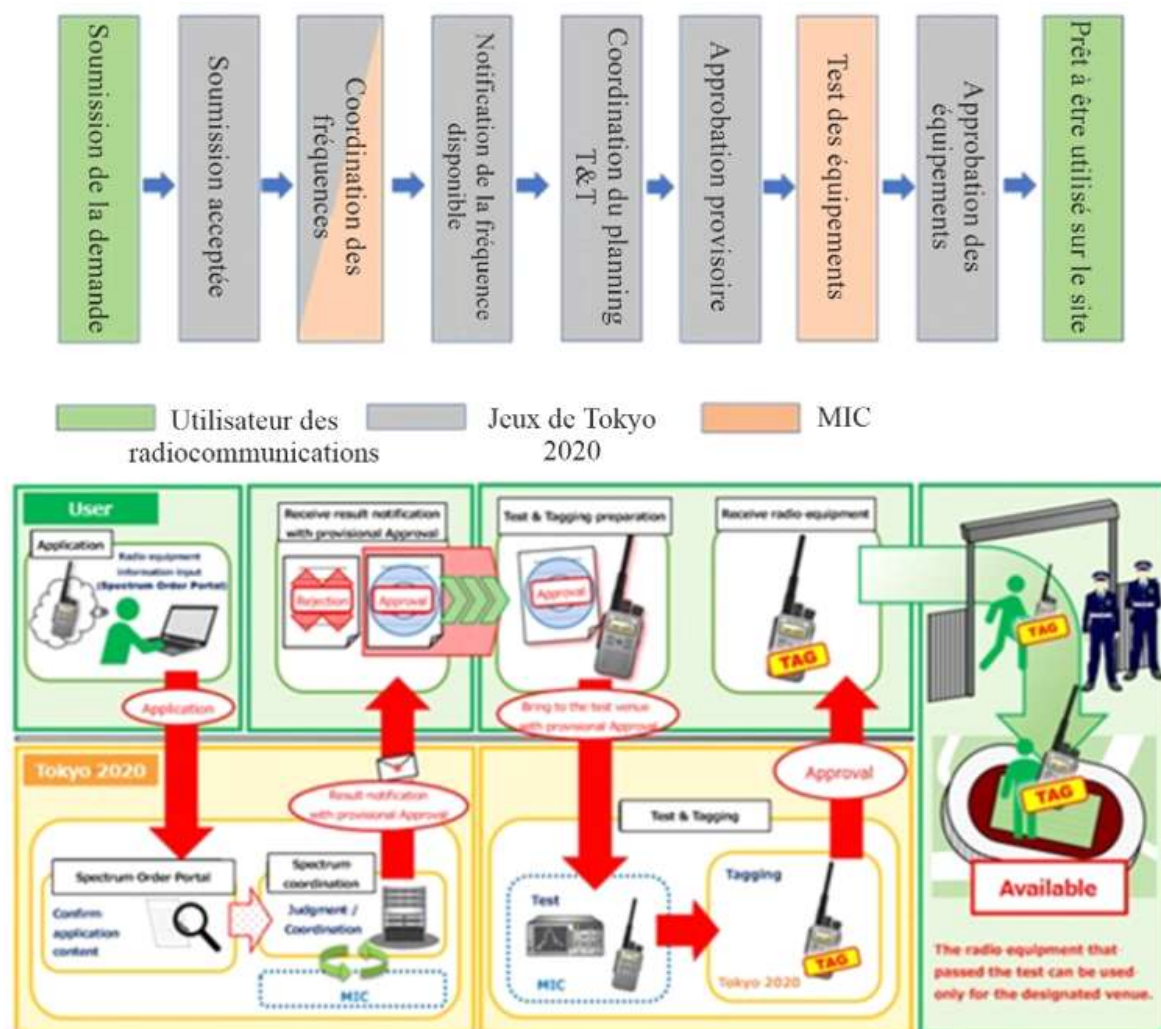 Soumission de la demande
Soumission acceptée
Coordination des
fréquences
Notification de la fréquence
disponible
Coordination du planning
T&T
Approbation provisoire
Test des équipements
Approbation des
équipements
Prêt à être utilisé sur le site
Utilisateur des
radiocommunications
Jeux de Tokyo
2020
MIC
User
Application
Radio equipment
information input
(Spectrum Order Portal)
Application
Receive result notification
with provisional Approval
Rejection
Approval
Test & Tagging preparation
Approval
Receive radio equipment
TAG
Bring to the test venue
with provisional Approval
TAG
TAG
Available
The radio equipment that
passed the test can be used
only for the designated venue.
Tokyo 2020
Result notification
with provisional Approval
Spectrum Order Portal
Confirm
application
content
Spectrum
coordination
Judgment /
Coordination
MIC
Test & Tagging
Test
MIC
Tagging
TAG
Tokyo 2020
Approval